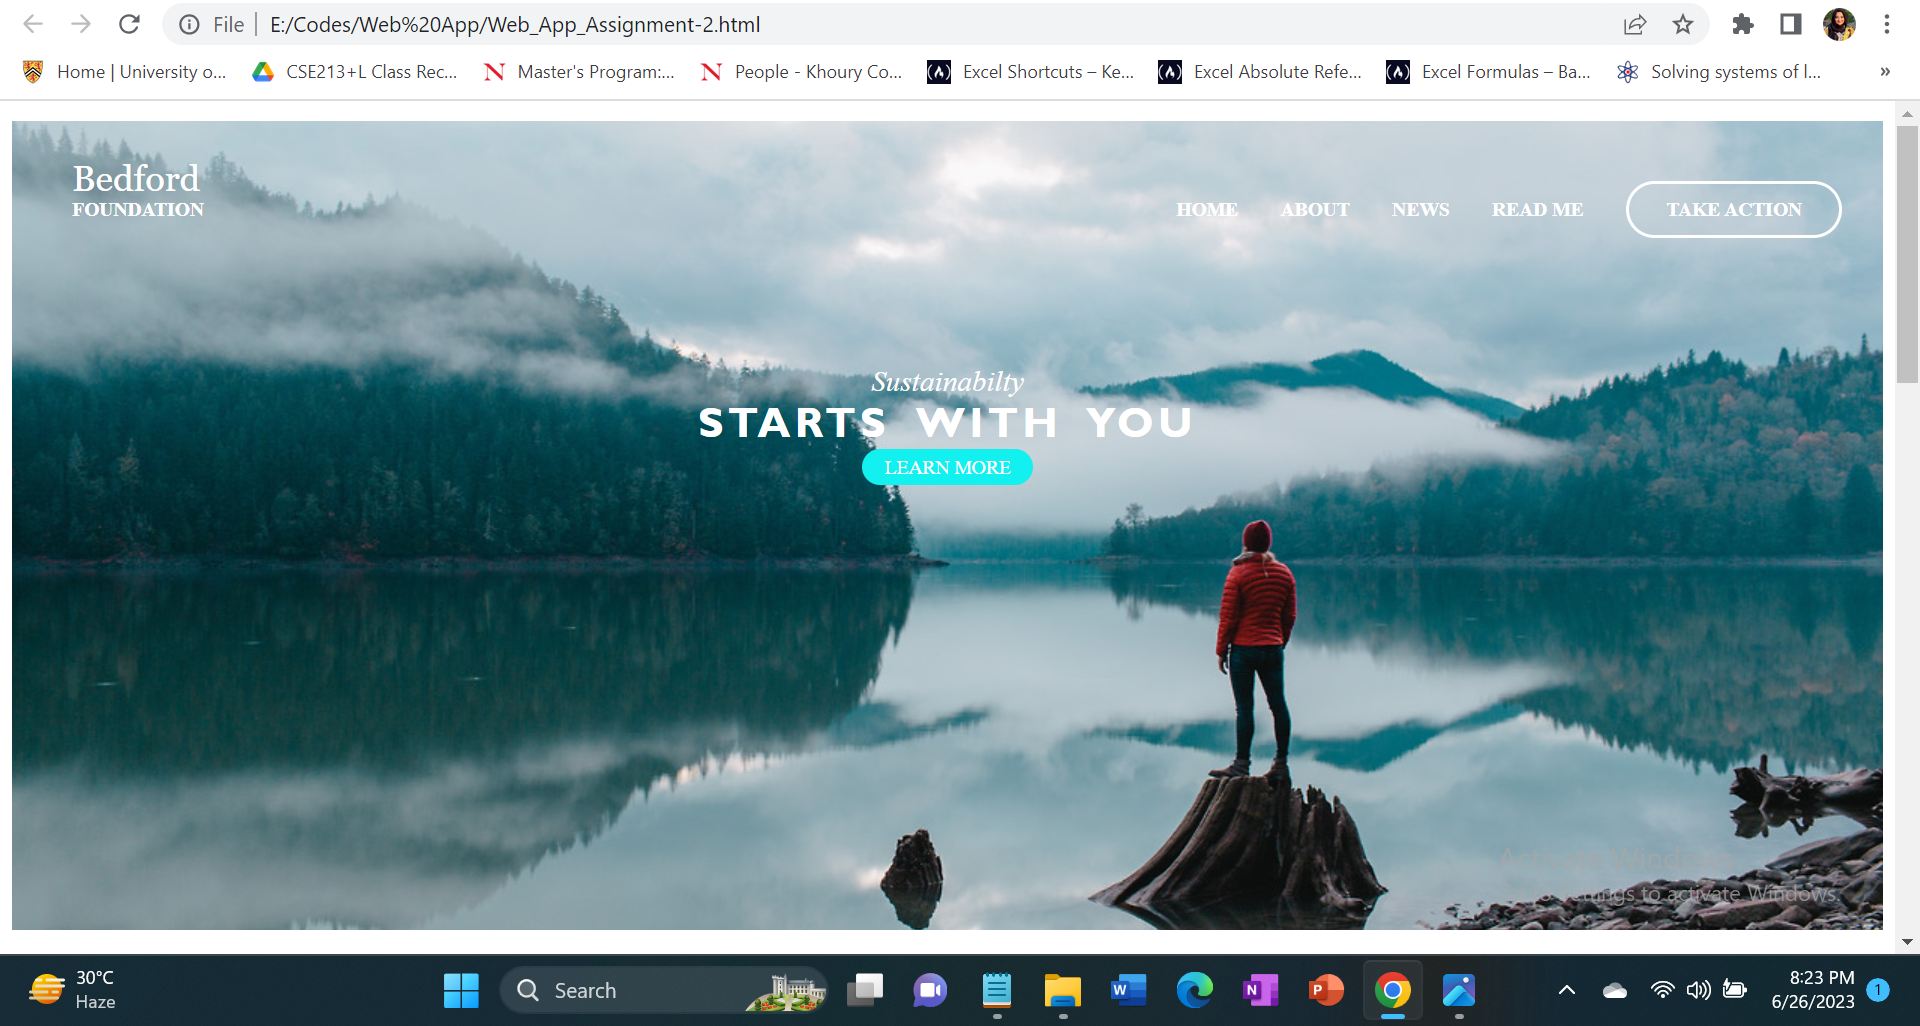 File
E:/Codes/Web%20App/Web_App_Assignment-2.html
Home | University o...
CSE213+L Class Rec...
Master's Program:...
People - Khoury Co...
Excel Shortcuts – Ke...
Excel Absolute Refe...
Excel Formulas – Ba...
Solving systems of l...
»
Bedford
FOUNDATION
HOME
ABOUT
NEWS
READ ME
TAKE ACTION
Sustainabilty
STARTS WITH YOU
LEARN MORE
Activate Windows
to activate Windows.
30°C
Haze
Search
8:23 PM
6/26/2023
1